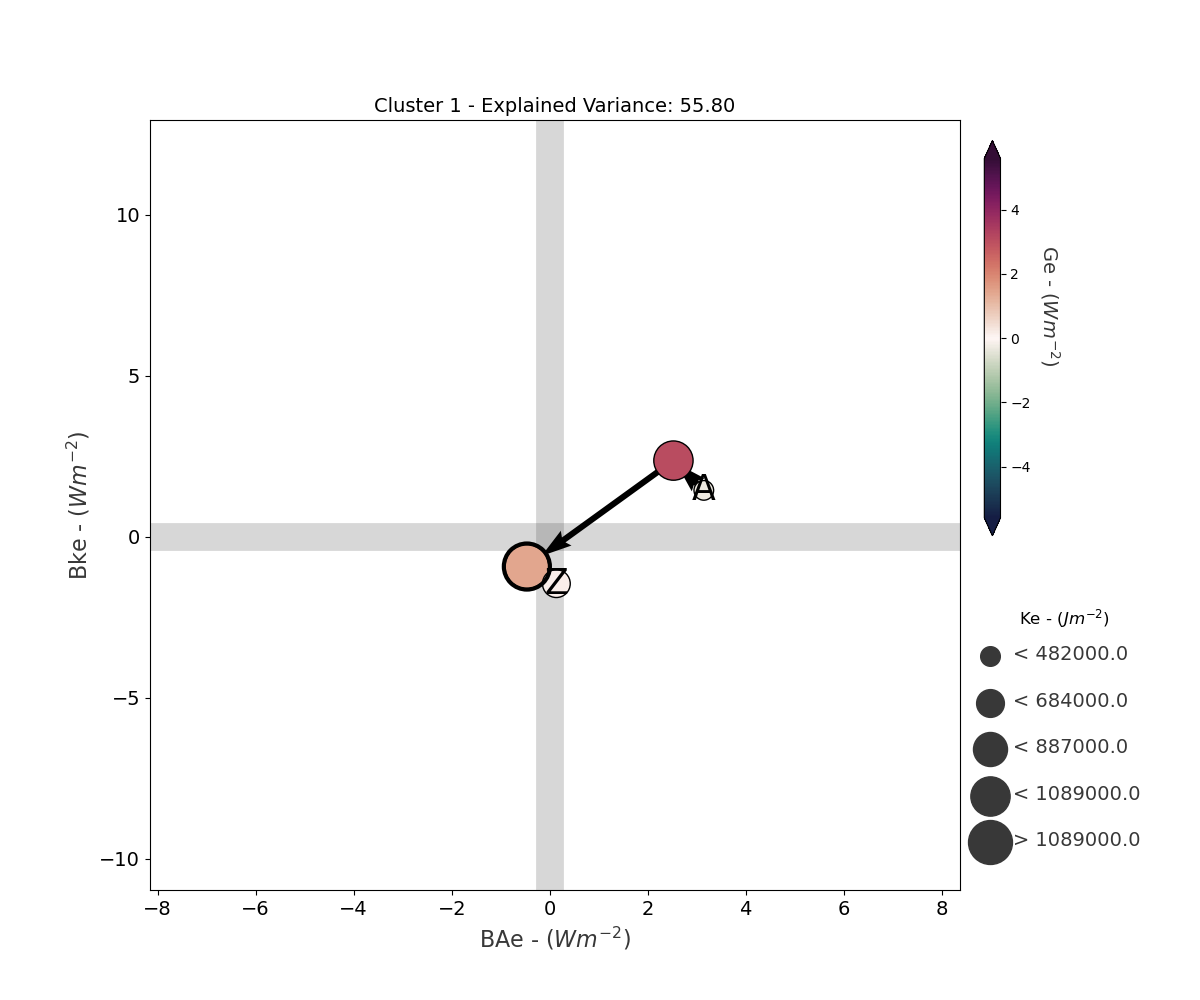 Cluster 1 - Explained Variance: 55.80
10
5
0
−5
−10
Bke - (Wm⁻²)
A
Z
−8 −6 −4 −2 0 2 4 6 8
BAe - (Wm⁻²)
4
2
0
−2
−4
Ge - (Wm⁻²)
Ke - (Jm⁻²)
< 482000.0
< 684000.0
< 887000.0
< 1089000.0
> 1089000.0